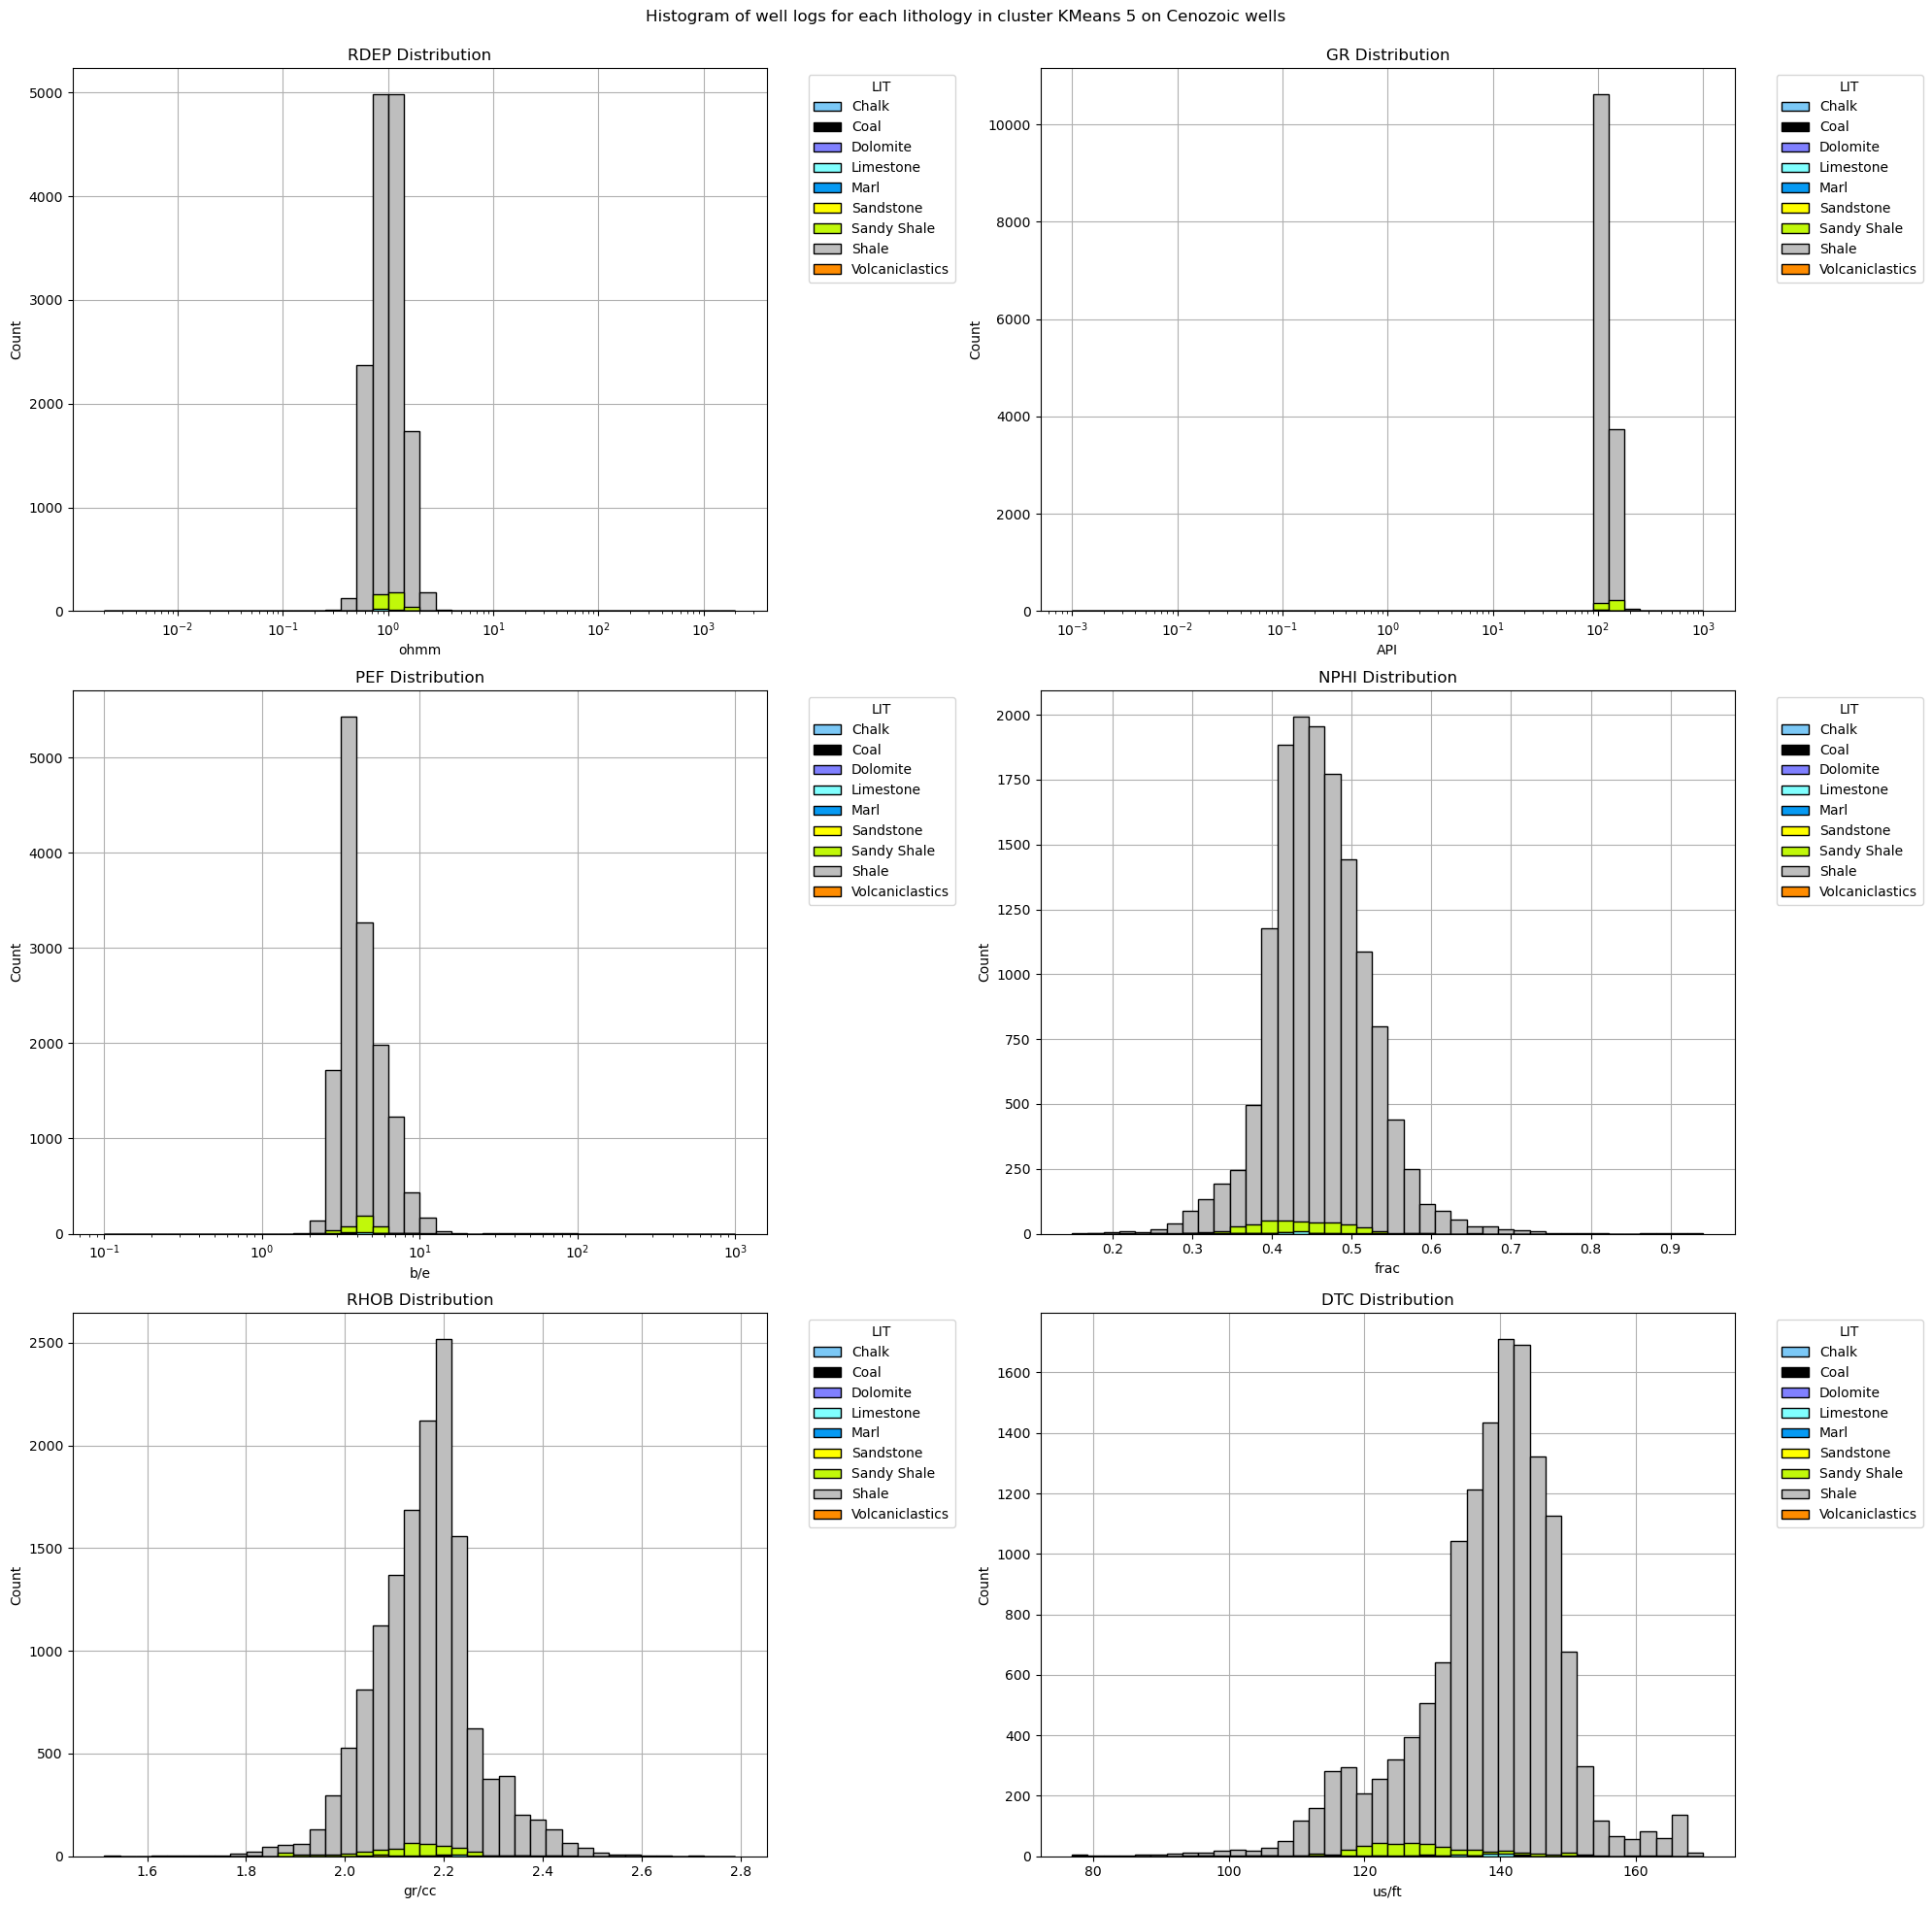 Histogram of well logs for each lithology in cluster KMeans 5 on Cenozoic wells
RDEP Distribution
Count
5000
4000
3000
2000
1000
0
10⁻² 10⁻¹ 10⁰ 10¹ 10² 10³
ohmm
LIT
Chalk
Coal
Dolomite
Limestone
Marl
Sandstone
Sandy Shale
Shale
Volcaniclastics
GR Distribution
Count
10000
8000
6000
4000
2000
0
10⁻³ 10⁻² 10⁻¹ 10⁰ 10¹ 10² 10³
API
LIT
Chalk
Coal
Dolomite
Limestone
Marl
Sandstone
Sandy Shale
Shale
Volcaniclastics
PEF Distribution
Count
5000
4000
3000
2000
1000
0
10⁻¹ 10⁰ 10¹ 10² 10³
b/e
LIT
Chalk
Coal
Dolomite
Limestone
Marl
Sandstone
Sandy Shale
Shale
Volcaniclastics
NPHI Distribution
Count
2000
1750
1500
1250
1000
750
500
250
0
0.2 0.3 0.4 0.5 0.6 0.7 0.8 0.9
frac
LIT
Chalk
Coal
Dolomite
Limestone
Marl
Sandstone
Sandy Shale
Shale
Volcaniclastics
RHOB Distribution
Count
2500
2000
1500
1000
500
0
1.6 1.8 2.0 2.2 2.4 2.6 2.8
gr/cc
LIT
Chalk
Coal
Dolomite
Limestone
Marl
Sandstone
Sandy Shale
Shale
Volcaniclastics
DTC Distribution
Count
1600
1400
1200
1000
800
600
400
200
0
80 100 120 140 160
us/ft
LIT
Chalk
Coal
Dolomite
Limestone
Marl
Sandstone
Sandy Shale
Shale
Volcaniclastics